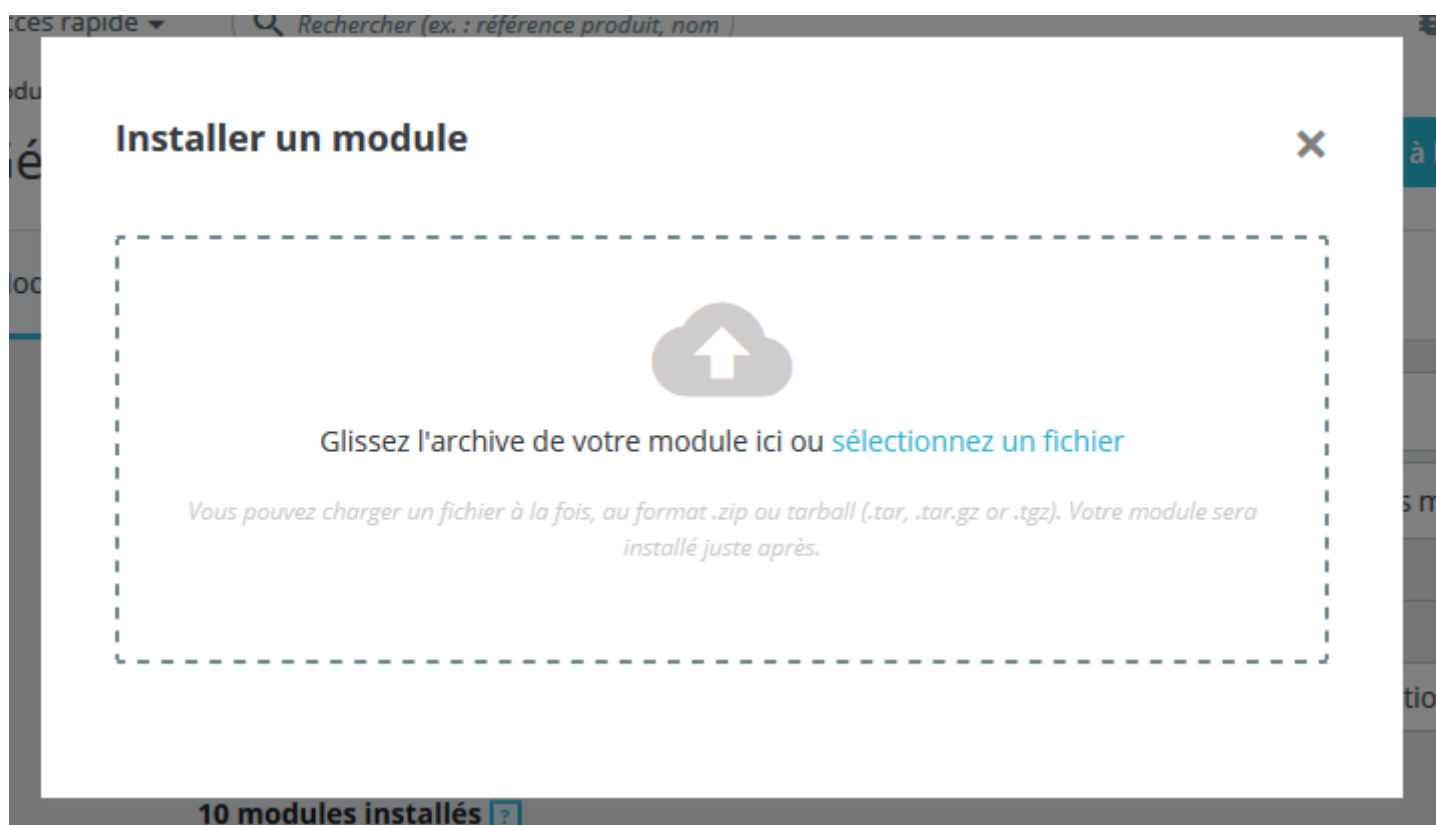 rapide
Rechercher (ex. : référence produit, nom
Installer un module
à
Glissez l'archive de votre module ici ou sélectionnez un fichier
Vous pouvez charger un fichier à la fois, au format .zip ou tarball (.tar, .tar.gz or .tgz). Votre module sera
installé juste après.
10 modules installés ?